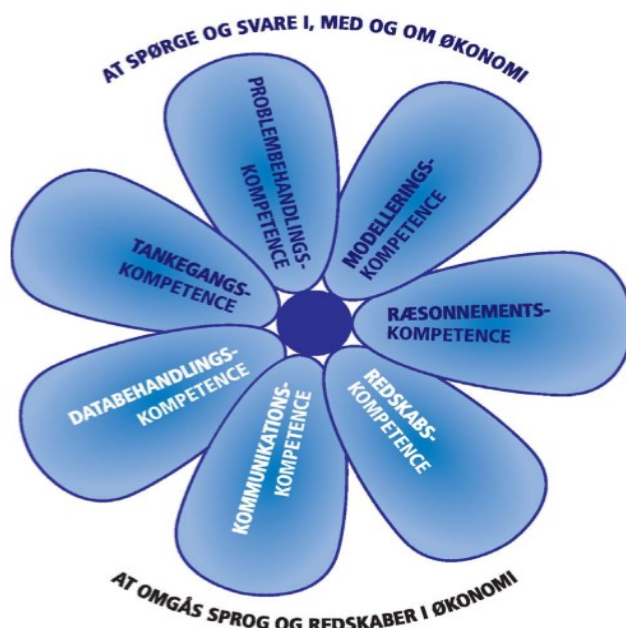 AT SPØRGE OG SVARE I, MED OG OM ØKONOMI
PROBLEMBEHANDLINGS-
KOMPETENCE
MODELLERINGS-
KOMPETENCE
TANKEGANGS-
KOMPETENCE
RÆSONNEMENTS-
KOMPETENCE
DATABEHANDLINGS-
KOMPETENCE
KOMMUNIKATIONS-
KOMPETENCE
REDSKABS-
KOMPETENCE
AT OMGÅS SPROG OG REDSKABER I ØKONOMI